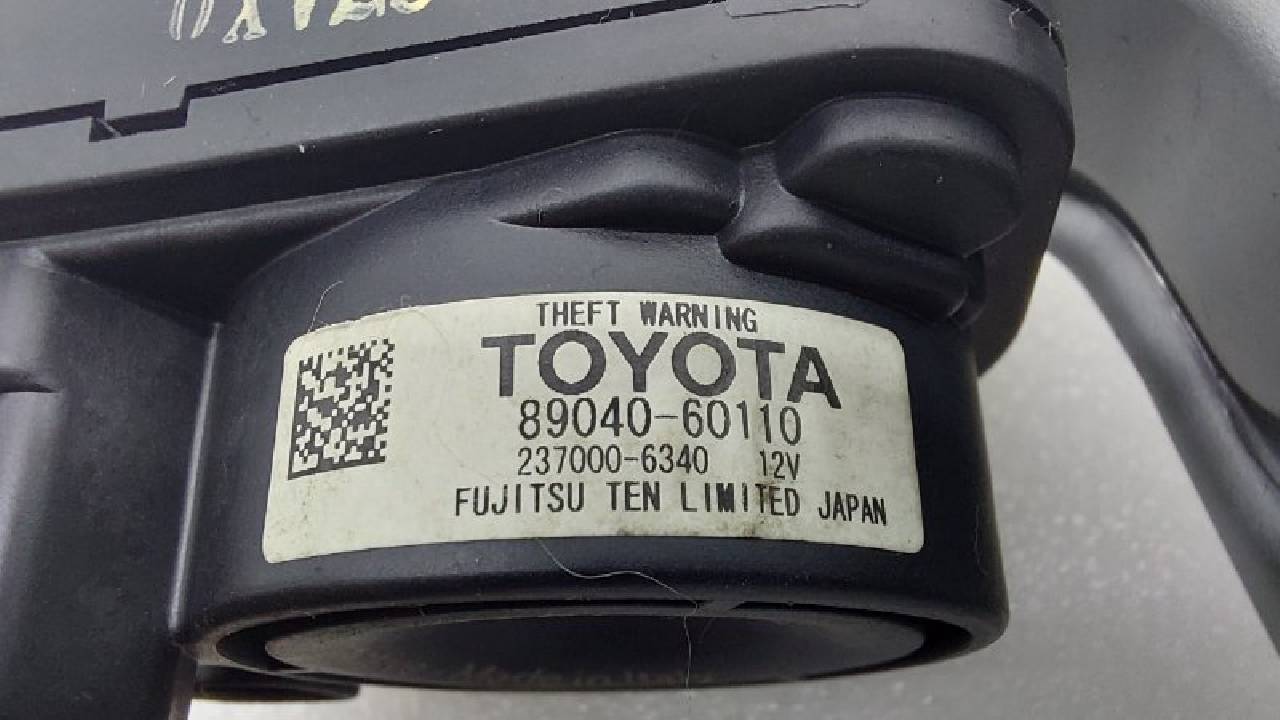 THEFT WARNING
TOYOTA
89040-60110
237000-6340 12V
FUJITSU TEN LIMITED JAPAN